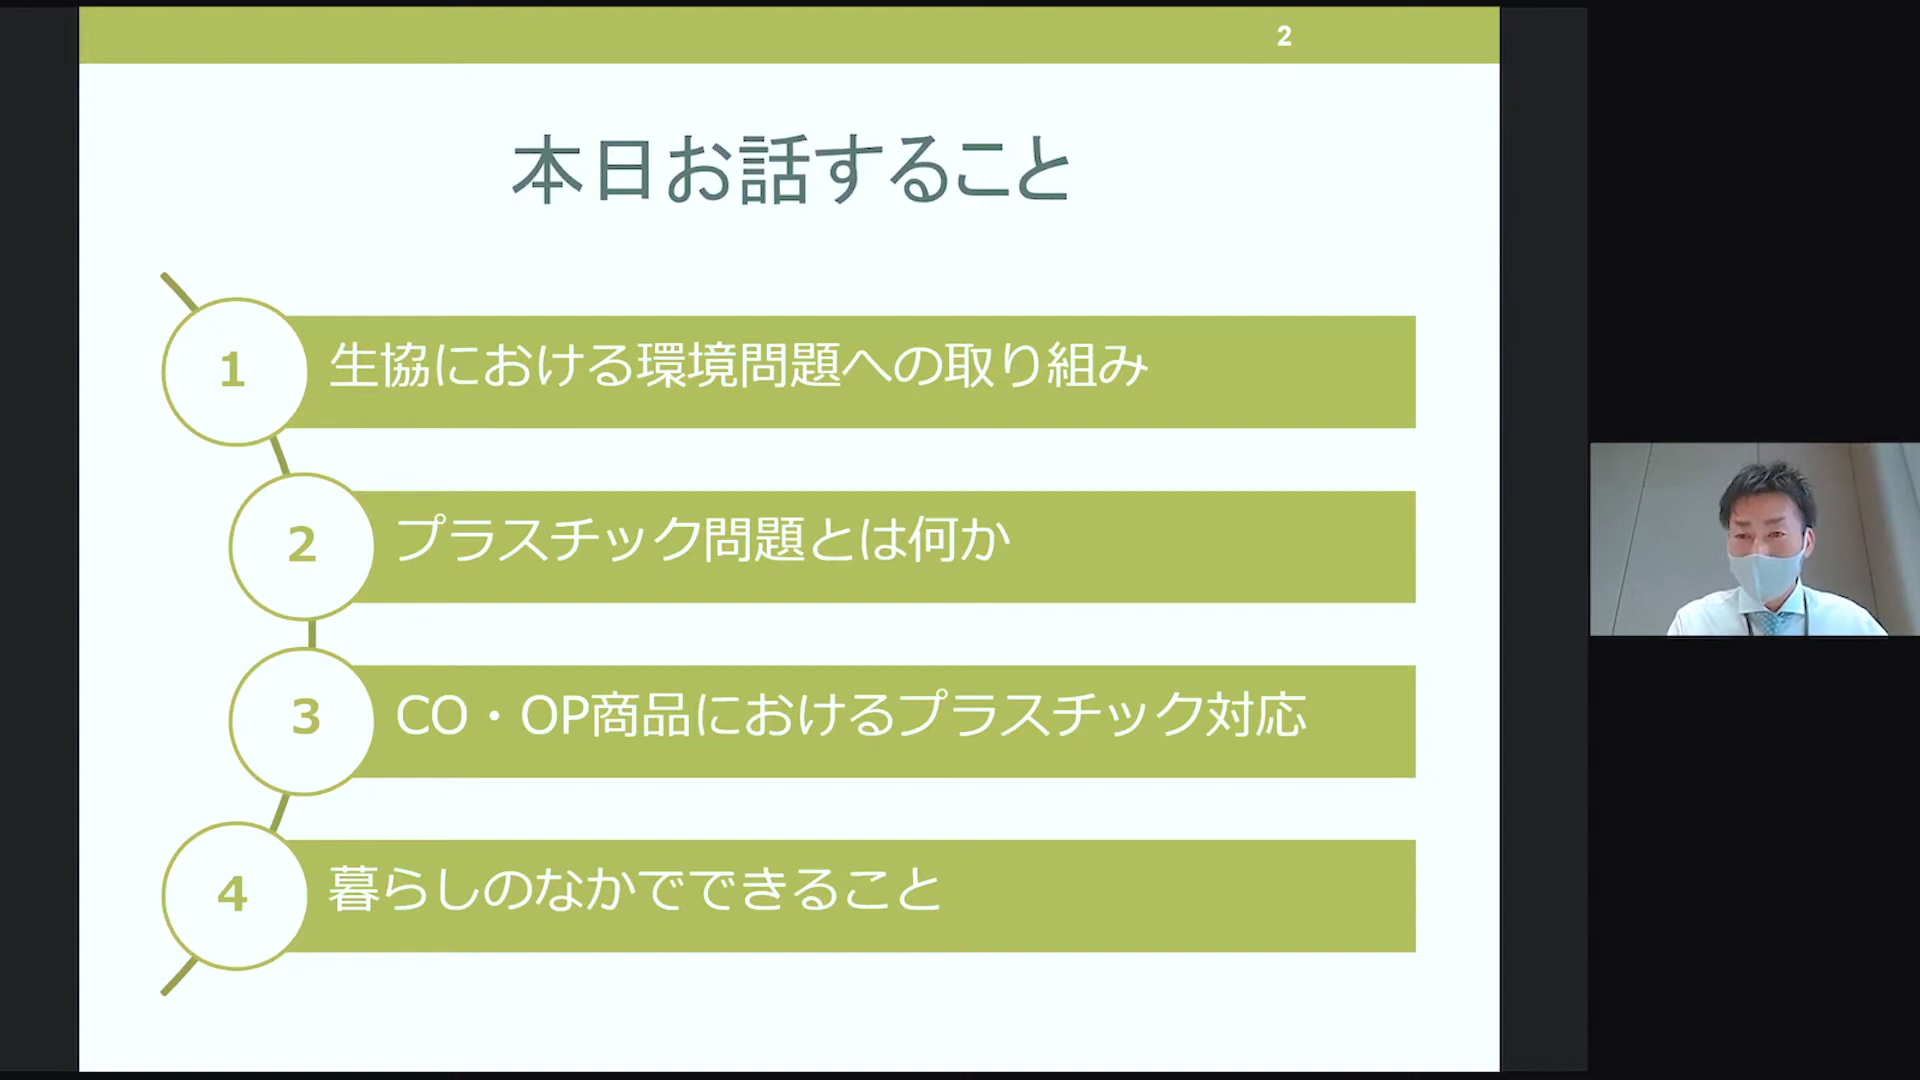 2
本日お話すること
1
生協における環境問題への取り組み
2
プラスチック問題とは何か
3
CO・OP商品におけるプラスチック対応
4
暮らしのなかでできること